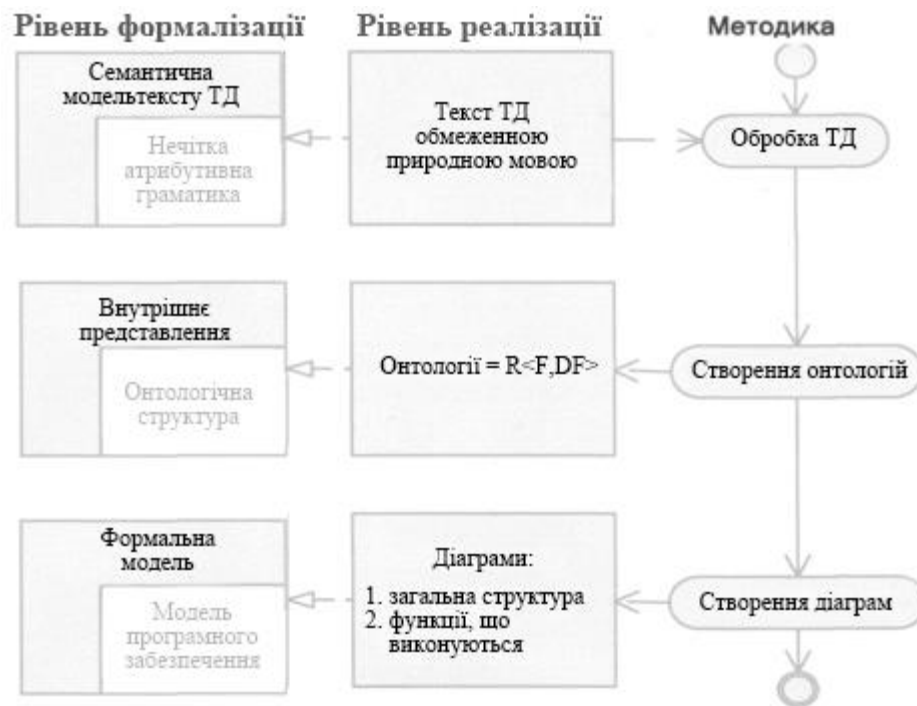 Рівень формалізації
Рівень реалізації
Методика
Семантична
модельтексту ТД
Нечітка
атрибутивна
граматика
Текст ТД
обмеженною
природною мовою
Обробка ТД
Внутрішнє
представлення
Онтологічна
структура
Онтології = R<F,DF>
Створення онтологій
Формальна
модель
Модель
програмного
забезпечення
Діаграми:
1. загальна структура
2. функції, що
виконуються
Створення діаграм